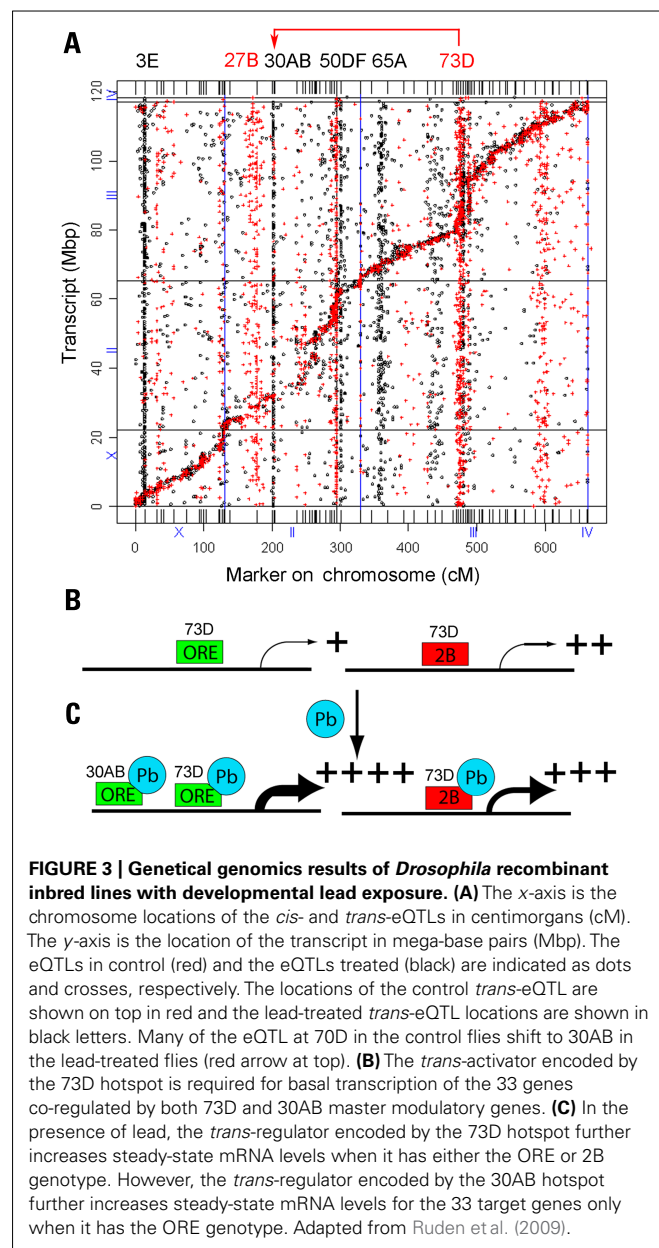 A
3E 27B 30AB 50DF 65A 73D
IV
120
100
III
80
Transcript (Mbp)
60
II
40
20
X
0
0 100 200 300 400 500 600
X II III IV
Marker on chromosome (cM)
B
73D
ORE
+
73D
2B
++
C
Pb
30AB
ORE
Pb
73D
ORE
Pb
++++
73D
2B
Pb
+++
FIGURE 3 | Genetical genomics results of Drosophila recombinant
inbred lines with developmental lead exposure. (A) The x-axis is the
chromosome locations of the cis- and trans-eQTLs in centimorgans (cM).
The y-axis is the location of the transcript in mega-base pairs (Mbp). The
eQTLs in control (red) and the eQTLs treated (black) are indicated as dots
and crosses, respectively. The locations of the control trans-eQTL are
shown on top in red and the lead-treated trans-eQTL locations are shown in
black letters. Many of the eQTL at 70D in the control flies shift to 30AB in
the lead-treated flies (red arrow at top). (B) The trans-activator encoded by
the 73D hotspot is required for basal transcription of the 33 genes
co-regulated by both 73D and 30AB master modulatory genes. (C) In the
presence of lead, the trans-regulator encoded by the 73D hotspot further
increases steady-state mRNA levels when it has either the ORE or 2B
genotype. However, the trans-regulator encoded by the 30AB hotspot
further increases steady-state mRNA levels for the 33 target genes only
when it has the ORE genotype. Adapted from Ruden et al. (2009).